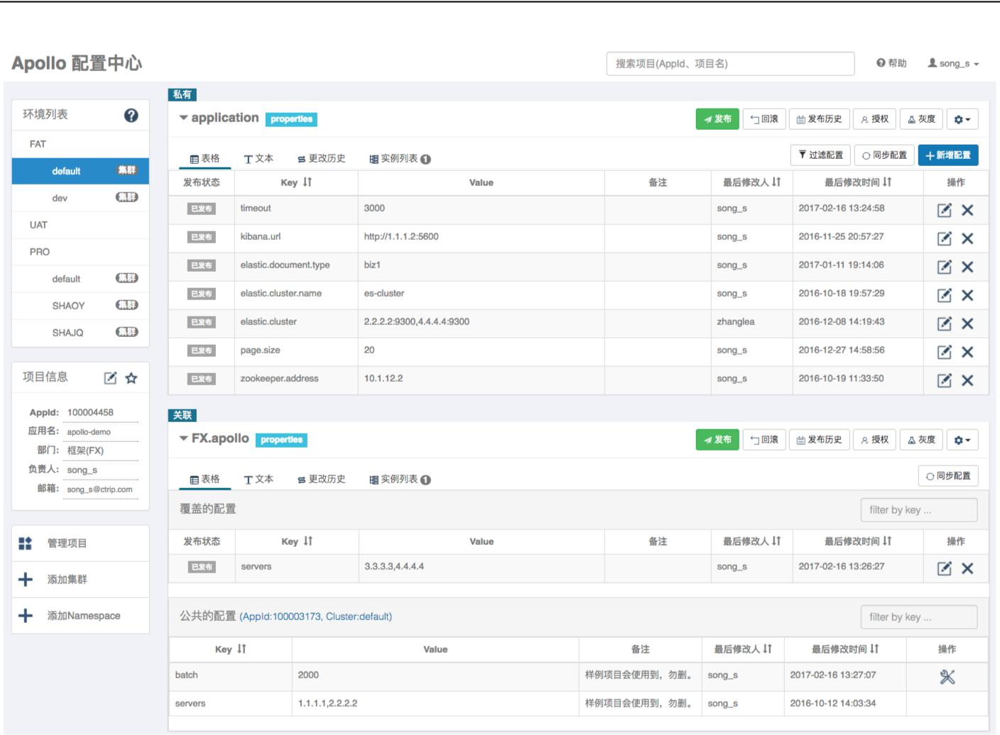 Apollo 配置中心
搜索项目(AppId、项目名)
帮助
song_s
环境列表
FAT
default 集群
dev 集群
UAT
PRO
default 集群
SHAOY 集群
SHAJQ 集群
项目信息
AppId: 100004458
应用名: apollo-demo
部门: 框架(FX)
负责人: song_s
邮箱: song_s@ctrip.com
管理项目
添加集群
添加Namespace
私有
application properties
发布 回滚 发布历史 授权 灰度
表格 文本 更改历史 实例列表 1
过滤配置 同步配置 新增配置
发布状态 Key Value 备注 最后修改人 最后修改时间 操作
已发布 timeout 3000 song_s 2017-02-16 13:24:58
已发布 kibana.url http://1.1.1.2:5600 song_s 2016-11-25 20:57:27
已发布 elastic.document.type biz1 song_s 2017-01-11 19:14:06
已发布 elastic.cluster.name es-cluster song_s 2016-10-18 19:57:29
已发布 elastic.cluster 2.2.2.2:9300,4.4.4.4:9300 zhanglea 2016-12-08 14:19:43
已发布 page.size 20 song_s 2016-12-27 14:58:56
已发布 zookeeper.address 10.1.12.2 song_s 2016-10-19 11:33:50
关联
FX.apollo properties
发布 回滚 发布历史 授权 灰度
表格 文本 更改历史 实例列表 1
同步配置
覆盖的配置
filter by key ...
发布状态 Key Value 备注 最后修改人 最后修改时间 操作
已发布 servers 3.3.3.3,4.4.4.4 song_s 2017-02-16 13:26:27
公共的配置 (AppId:100003173, Cluster:default)
filter by key ...
Key Value 备注 最后修改人 最后修改时间 操作
batch 2000 样例项目会使用到，勿删。 song_s 2017-02-16 13:27:07
servers 1.1.1.1,2.2.2.2 样例项目会使用到，勿删。 song_s 2016-10-12 14:03:34